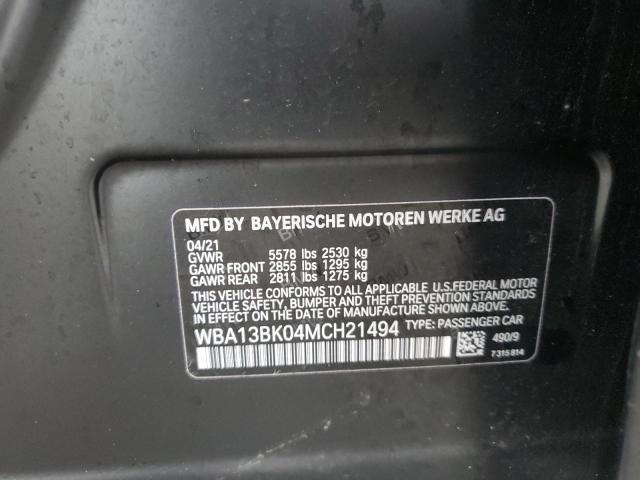 MFD BY BAYERISCHE MOTOREN WERKE AG
04/21
GVWR 5578 lbs 2530 kg
GAWR FRONT 2855 lbs 1295 kg
GAWR REAR 2811 lbs 1275 kg
THIS VEHICLE CONFORMS TO ALL APPLICABLE U.S.FEDERAL MOTOR
VEHICLE SAFETY, BUMPER AND THEFT PREVENTION STANDARDS
IN EFFECT ON THE DATE OF MANUFACTURE SHOWN ABOVE.
WBA13BK04MCH21494 TYPE: PASSENGER CAR
490/9
7315814